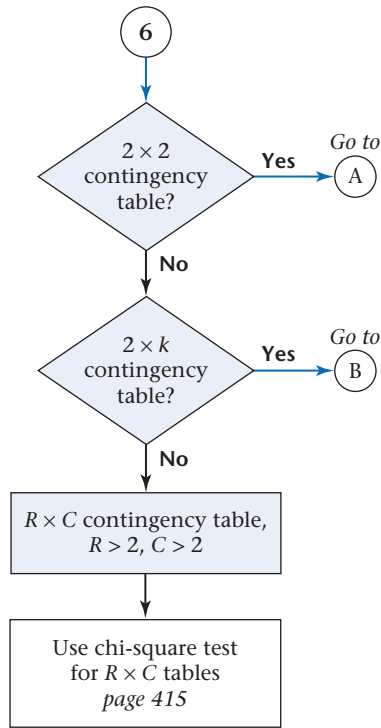 6
2 × 2
contingency
table?
Yes
Go to
A
No
2 × k
contingency
table?
Yes
Go to
B
No
R × C contingency table,
R > 2, C > 2
Use chi-square test
for R × C tables
page 415